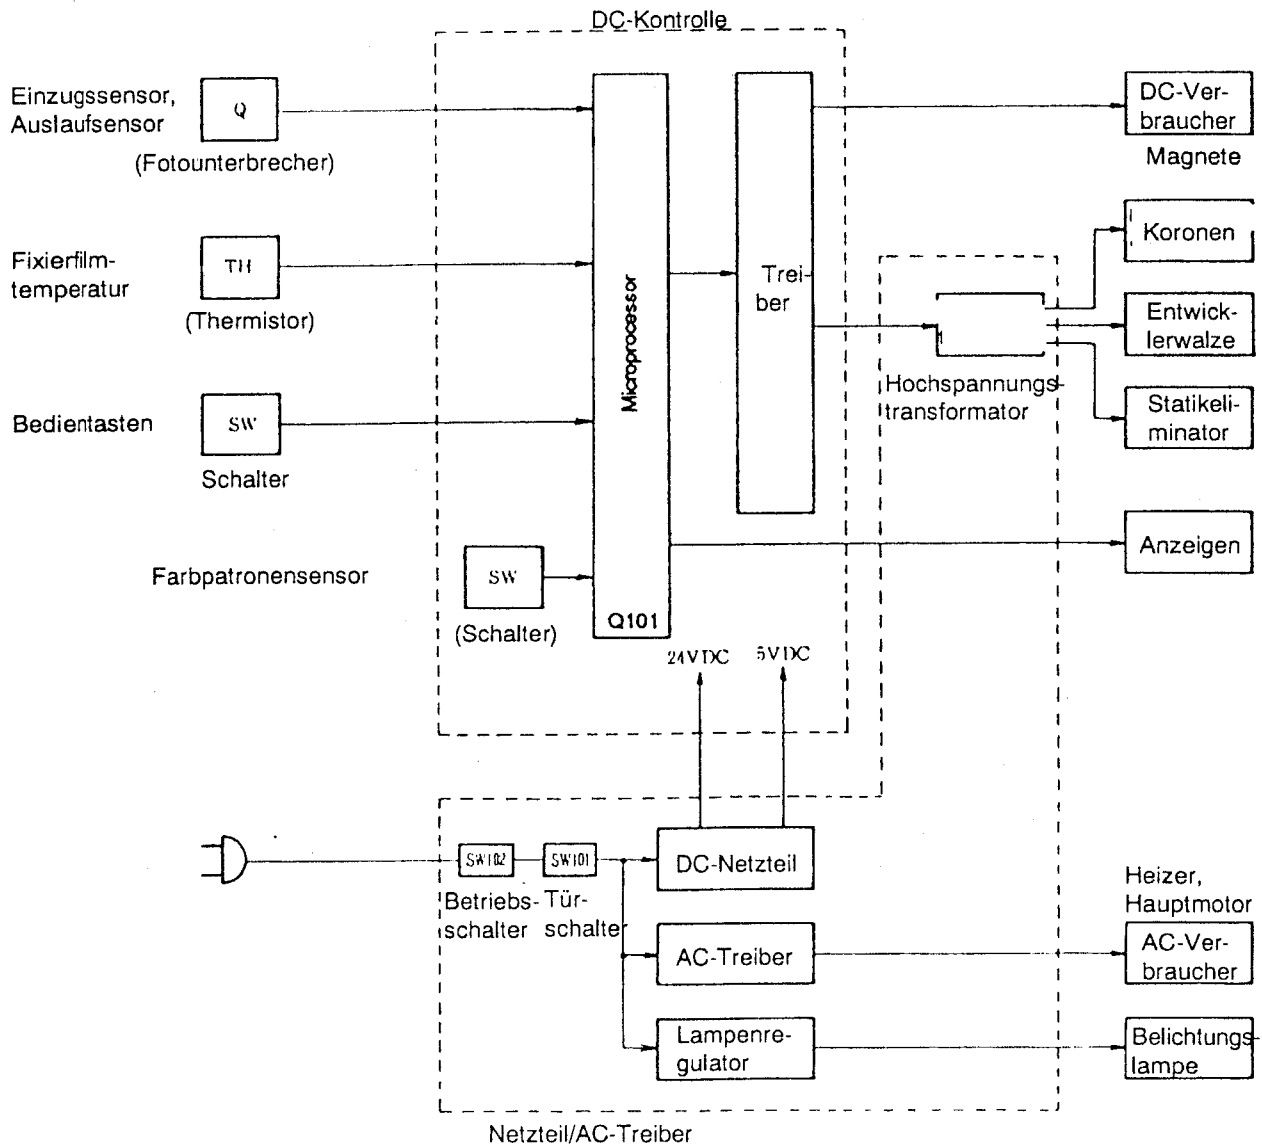 DC-Kontrolle
Einzugssensor,
Auslaufsensor
Q
(Fotounterbrecher)
DC-Ver-
braucher
Magnete
Fixierfilm-
temperatur
TH
(Thermistor)
Microprocessor
Trei-
ber
Koronen
Entwick-
lerwalze
Hochspannungs-
transformator
Statikeli-
minator
Bedientasten
SW
Schalter
Anzeigen
Farbpatronensensor
SW
(Schalter)
Q101
24VDC
5VDC
SW102
SW101
Betriebs-
schalter
Tür-
schalter
DC-Netzteil
Heizer,
Hauptmotor
AC-Treiber
AC-Ver-
braucher
Lampenre-
gulator
Belichtungs-
lampe
Netzteil/AC-Treiber